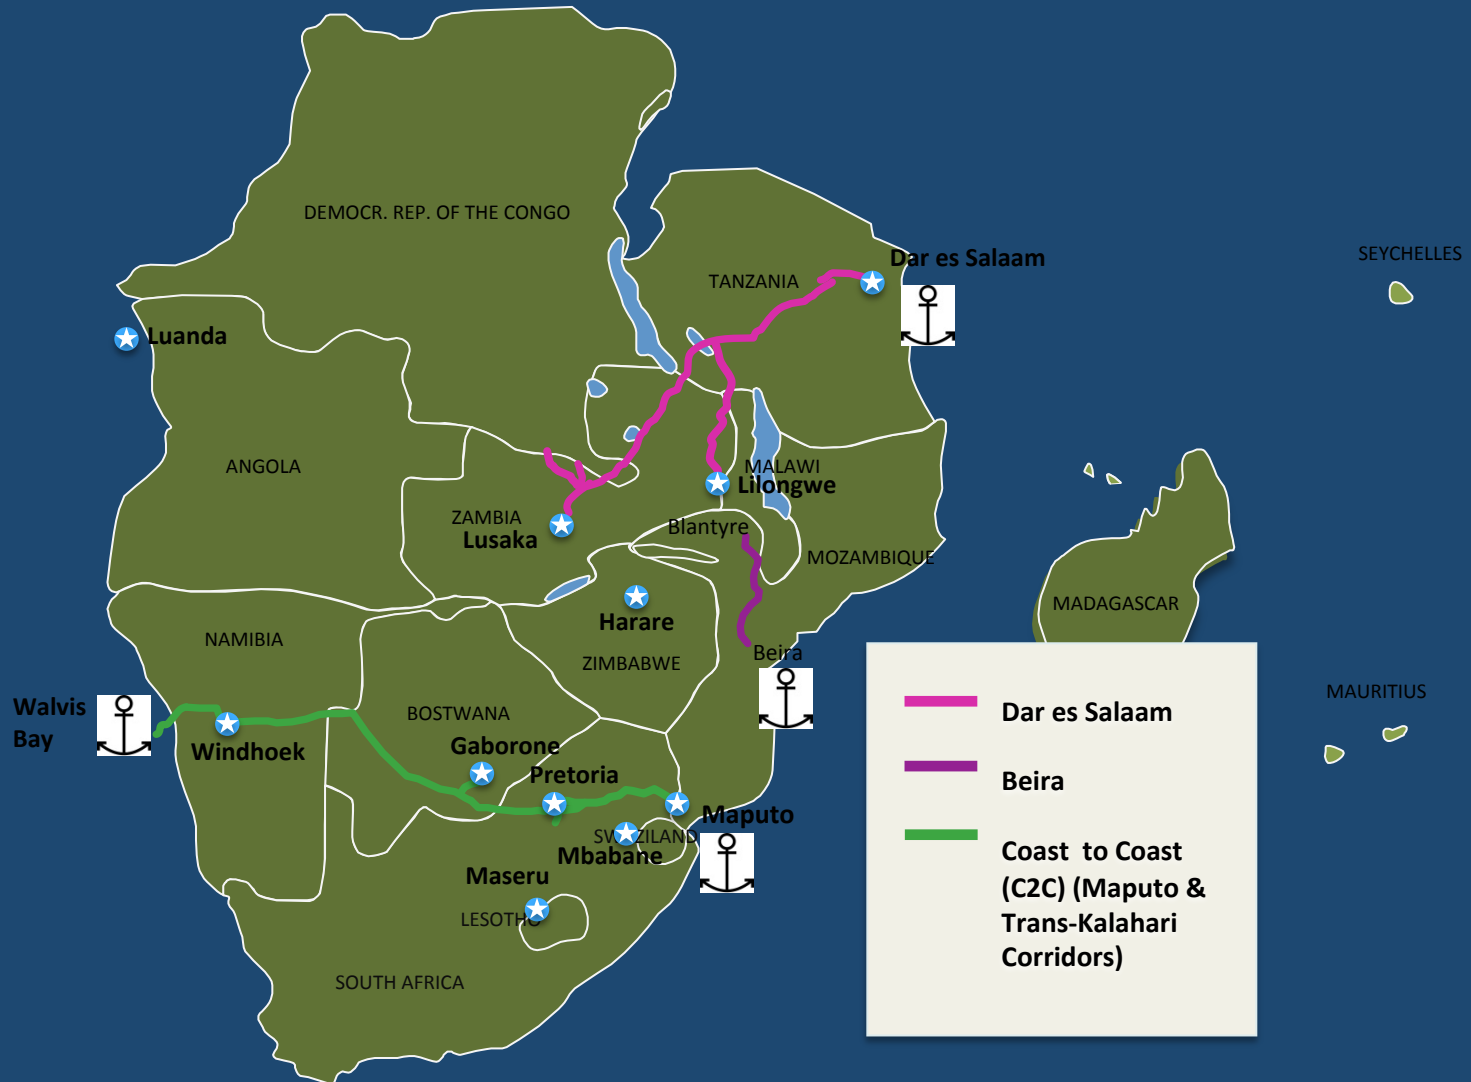 DEMOCR. REP. OF THE CONGO
TANZANIA
Dar es Salaam
SEYCHELLES
Luanda
ANGOLA
MALAWI
Lilongwe
ZAMBIA
Lusaka
Blantyre
MOZAMBIQUE
MADAGASCAR
Harare
ZIMBABWE
NAMIBIA
Beira
Walvis
Bay
Windhoek
BOSTWANA
Gaborone
Pretoria
Maputo
SWAZILAND
Mbabane
Maseru
LESOTHO
SOUTH AFRICA
MAURITIUS
Dar es Salaam
Beira
Coast to Coast
(C2C) (Maputo &
Trans-Kalahari
Corridors)